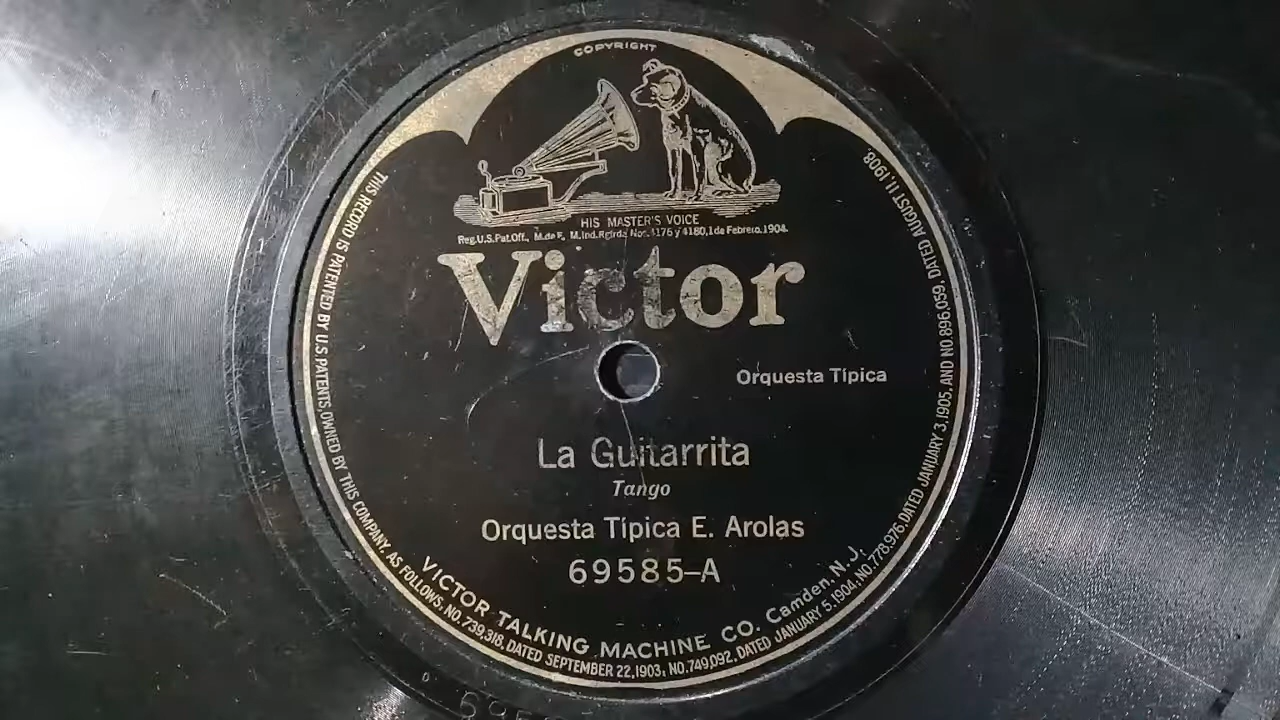 COPYRIGHT
HIS MASTER'S VOICE
Reg.U.S.Pat.Off., M.de F., M.Ind.Rgirda Nos. 4176 y 4180, 1 de Febrero. 1904.
Victor
Orquesta Típica
La Guitarrita
Tango
Orquesta Típica E. Arolas
69585-A
VICTOR TALKING MACHINE CO. Camden. N. J.
THIS RECORD IS PATENTED BY U.S. PATENTS, OWNED BY THIS COMPANY. AS FOLLOWS. NO. 739,318. DATED SEPTEMBER 22, 1903; NO. 749,092. DATED JANUARY 5, 1904; NO. 778,976. DATED JANUARY 3, 1905, AND NO. 896,059. DATED AUGUST 11, 1908.